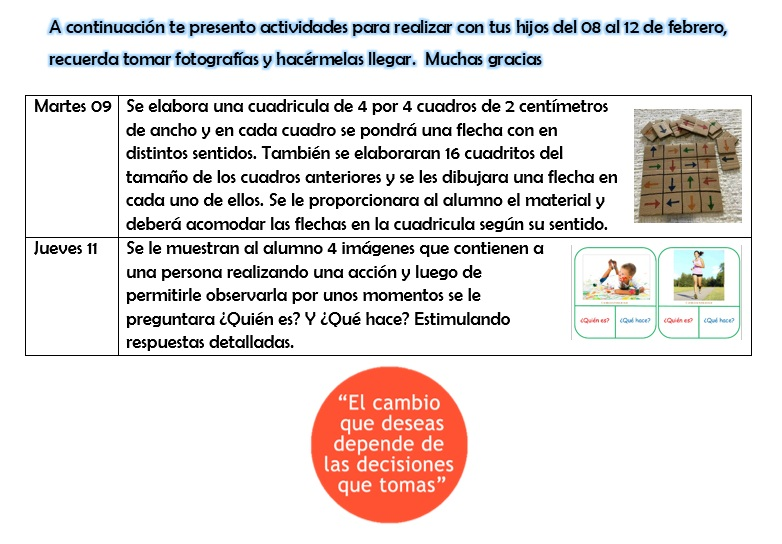 A continuación te presento actividades para realizar con tus hijos del 08 al 12 de febrero,
recuerda tomar fotografías y hacérmelas llegar. Muchas gracias
Martes 09
Se elabora una cuadricula de 4 por 4 cuadros de 2 centímetros
de ancho y en cada cuadro se pondrá una flecha con en
distintos sentidos. También se elaboraran 16 cuadritos del
tamaño de los cuadros anteriores y se les dibujara una flecha en
cada uno de ellos. Se le proporcionara al alumno el material y
deberá acomodar las flechas en la cuadricula según su sentido.
Jueves 11
Se le muestran al alumno 4 imágenes que contienen a
una persona realizando una acción y luego de
permitirle observarla por unos momentos se le
preguntara ¿Quién es? Y ¿Qué hace? Estimulando
respuestas detalladas.
¿Quién es? ¿Qué hace? ¿Quién es? ¿Qué hace?
“El cambio
que deseas
depende de
las decisiones
que tomas”